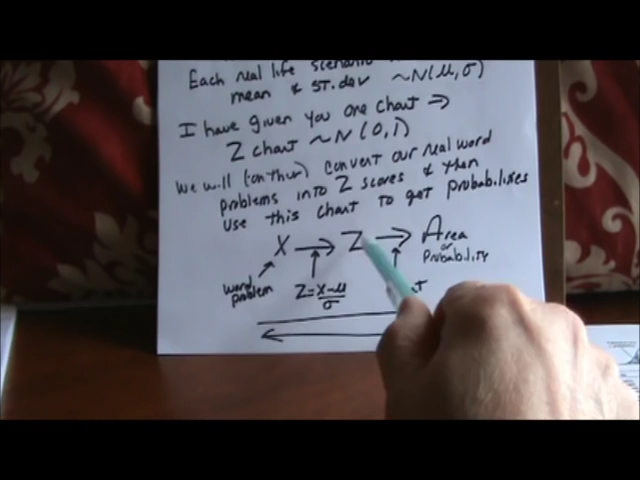 Each real life scenario
mean & st.dev ~N(μ,σ)
I have given you one chart ⇒
Z chart ~N(0,1)
We will (on thur) convert our real word
problems into Z scores & then
use this chart to get probabilities
X → Z → Area
or
Probability
word
problem
Z=X-μ
σ